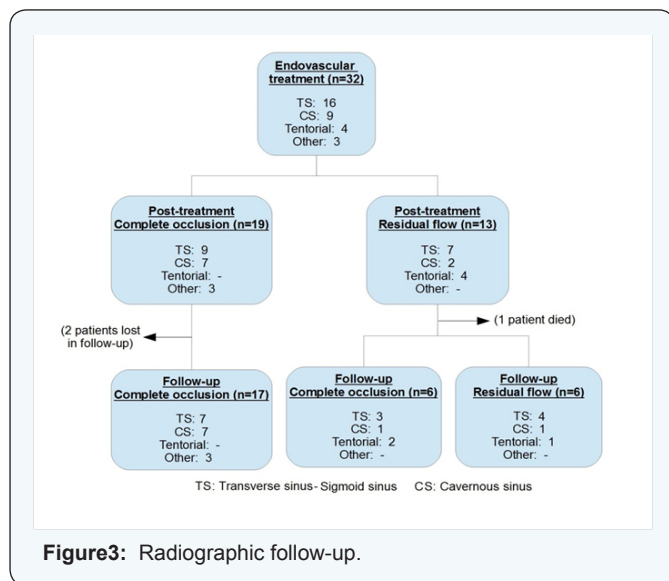 Endovascular
treatment (n=32)
TS: 16
CS: 9
Tentorial: 4
Other: 3
Post-treatment
Complete occlusion (n=19)
TS: 9
CS: 7
Tentorial: -
Other: 3
Post-treatment
Residual flow (n=13)
TS: 7
CS: 2
Tentorial: 4
Other: -
(2 patients lost
in follow-up)
(1 patient died)
Follow-up
Complete occlusion (n=17)
TS: 7
CS: 7
Tentorial: -
Other: 3
Follow-up
Complete occlusion (n=6)
TS: 3
CS: 1
Tentorial: 2
Other: -
Follow-up
Residual flow (n=6)
TS: 4
CS: 1
Tentorial: 1
Other: -
TS: Transverse sinus- Sigmoid sinus CS: Cavernous sinus
Figure3: Radiographic follow-up.